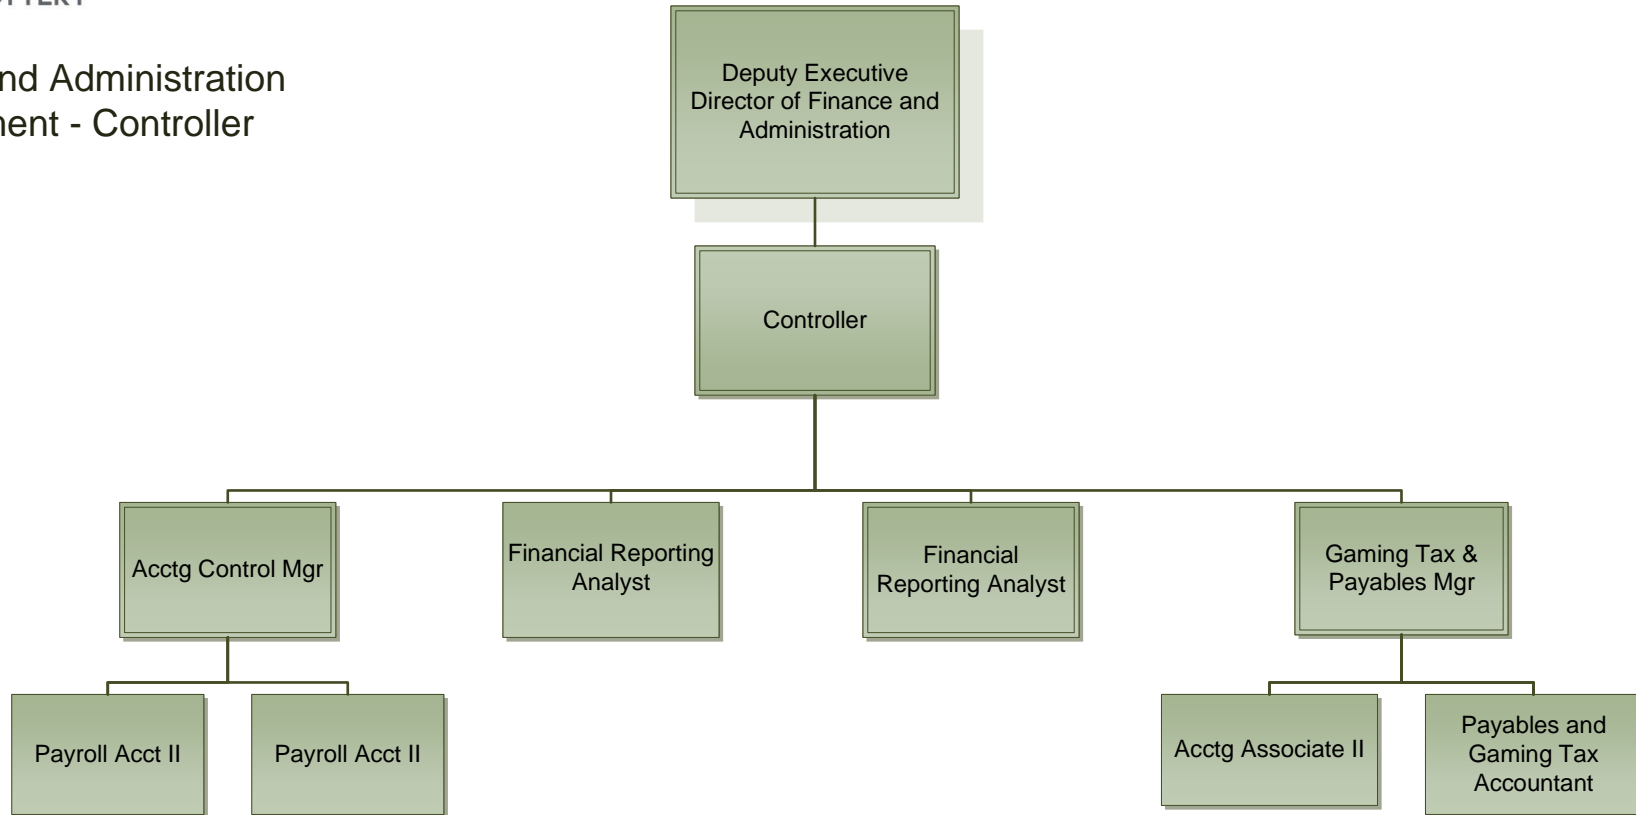 nd Administration
ent - Controller
Deputy Executive
Director of Finance and
Administration
Controller
Acctg Control Mgr
Financial Reporting
Analyst
Financial
Reporting Analyst
Gaming Tax &
Payables Mgr
Payroll Acct II
Payroll Acct II
Acctg Associate II
Payables and
Gaming Tax
Accountant